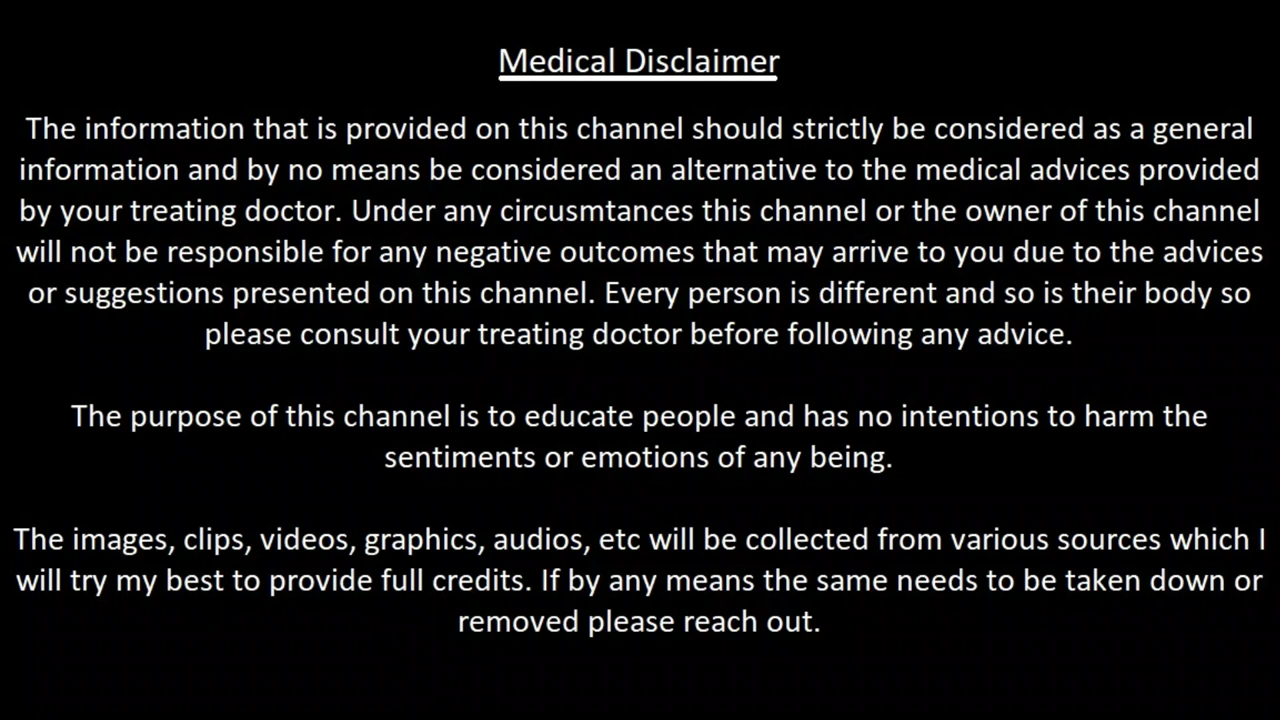 Medical Disclaimer
The information that is provided on this channel should strictly be considered as a general
information and by no means be considered an alternative to the medical advices provided
by your treating doctor. Under any circusmtances this channel or the owner of this channel
will not be responsible for any negative outcomes that may arrive to you due to the advices
or suggestions presented on this channel. Every person is different and so is their body so
please consult your treating doctor before following any advice.
The purpose of this channel is to educate people and has no intentions to harm the
sentiments or emotions of any being.
The images, clips, videos, graphics, audios, etc will be collected from various sources which I
will try my best to provide full credits. If by any means the same needs to be taken down or
removed please reach out.